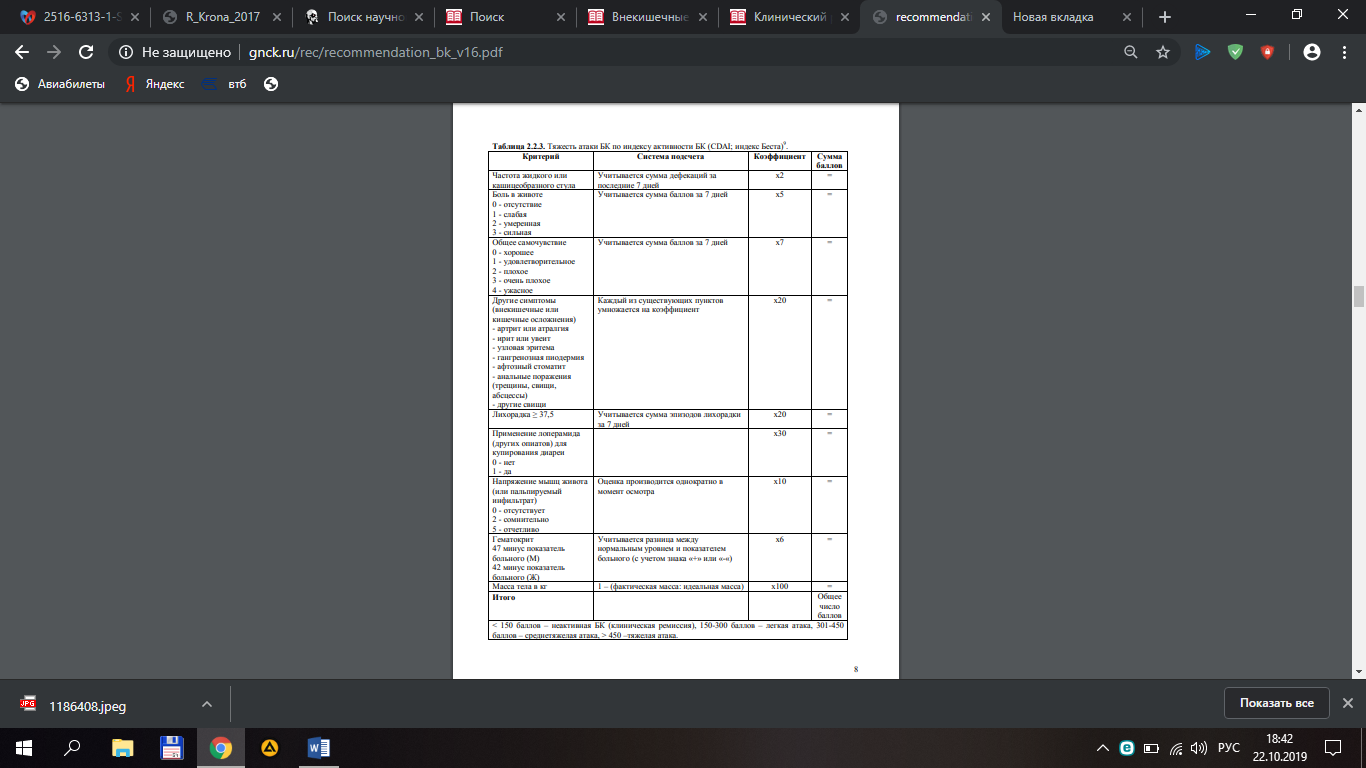 2516-6313-1-S
R_Krona_2017
Поиск научно
Поиск
Внекишечные
Клинический
recommendati
Новая вкладка
Не защищено | gnck.ru/rec/recommendation_bk_v16.pdf
Авиабилеты
Яндекс
втб
Таблица 2.2.3. Тяжесть атаки БК по индексу активности БК (CDAI; индекс Беста)9.
Критерий Система подсчета Коэффициент Сумма
баллов
Частота жидкого или Учитывается сумма дефекаций за x2 =
кашицеобразного стула последние 7 дней
Боль в животе Учитывается сумма баллов за 7 дней x5 =
0 - отсутствие
1 - слабая
2 - умеренная
3 - сильная
Общее самочувствие Учитывается сумма баллов за 7 дней x7 =
0 - хорошее
1 - удовлетворительное
2 - плохое
3 - очень плохое
4 - ужасное
Другие симптомы Каждый из существующих пунктов x20 =
(внекишечные или умножается на коэффициент
кишечные осложнения)
- артрит или атралгия
- ирит или увеит
- узловая эритема
- гангренозная пиодермия
- афтозный стоматит
- анальные поражения
(трещины, свищи,
абсцессы)
- другие свищи
Лихорадка ≥ 37,5 Учитывается сумма эпизодов лихорадки x20 =
за 7 дней
Применение лоперамида x30 =
(других опиатов) для
купирования диареи
0 - нет
1 - да
Напряжение мышц живота Оценка производится однократно в x10 =
(или пальпируемый момент осмотра
инфильтрат)
0 - отсутствует
2 - сомнительно
5 - отчетливо
Гематокрит Учитывается разница между x6 =
47 минус показатель нормальным уровнем и показателем
больного (М) больного (с учетом знака «+» или «-«)
42 минус показатель
больного (Ж)
Масса тела в кг 1 – (фактическая масса: идеальная масса) x100 =
Итого Общее
число
баллов
< 150 баллов – неактивная БК (клиническая ремиссия), 150-300 баллов – легкая атака, 301-450
баллов – среднетяжелая атака, > 450 –тяжелая атака.
8
1186408.jpeg
Показать все
РУС
18:42
22.10.2019